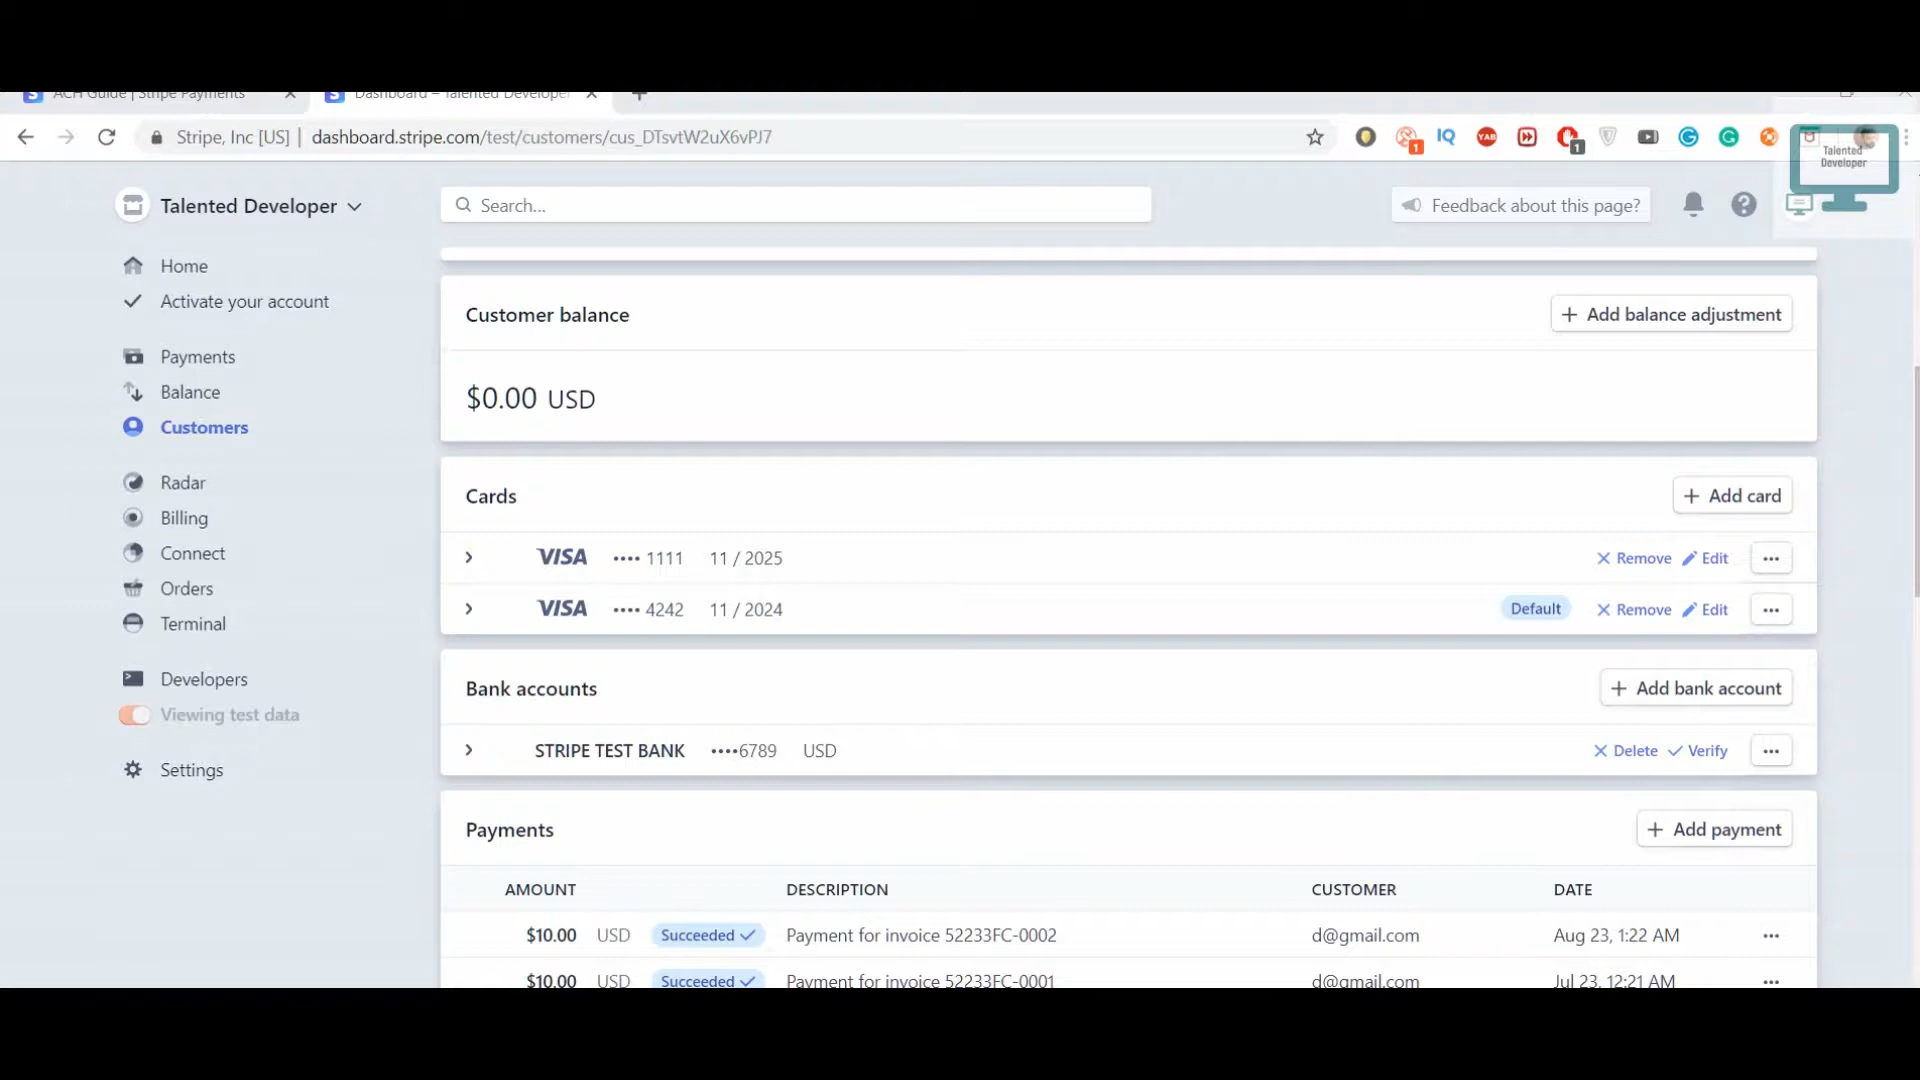 ACH Guide | Stripe Payments
Dashboard – Talented Developer
Stripe, Inc [US] | dashboard.stripe.com/test/customers/cus_DTsvtW2uX6vPJ7
IQ
YAB
1
1
Talented
Developer
Talented Developer
Search...
Feedback about this page?
Home
Activate your account
Payments
Balance
Customers
Radar
Billing
Connect
Orders
Terminal
Developers
Viewing test data
Settings
Customer balance
Add balance adjustment
$0.00 USD
Cards
Add card
VISA •••• 1111 11 / 2025 Remove Edit
VISA •••• 4242 11 / 2024 Default Remove Edit
Bank accounts
Add bank account
STRIPE TEST BANK ••••6789 USD Delete Verify
Payments
Add payment
AMOUNT DESCRIPTION CUSTOMER DATE
$10.00 USD Succeeded Payment for invoice 52233FC-0002 d@gmail.com Aug 23, 1:22 AM
$10.00 USD Succeeded Payment for invoice 52233FC-0001 d@gmail.com Jul 23, 12:21 AM